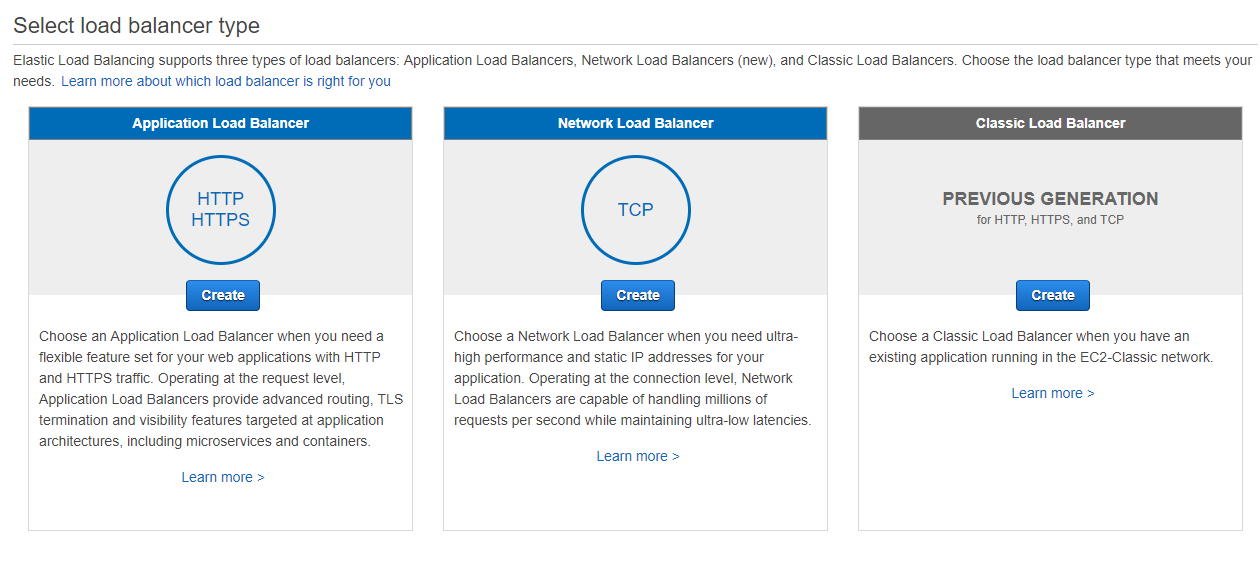 Select load balancer type
Elastic Load Balancing supports three types of load balancers: Application Load Balancers, Network Load Balancers (new), and Classic Load Balancers. Choose the load balancer type that meets your
needs. Learn more about which load balancer is right for you
Application Load Balancer
HTTP
HTTPS
Create
Choose an Application Load Balancer when you need a
flexible feature set for your web applications with HTTP
and HTTPS traffic. Operating at the request level,
Application Load Balancers provide advanced routing, TLS
termination and visibility features targeted at application
architectures, including microservices and containers.
Learn more >
Network Load Balancer
TCP
Create
Choose a Network Load Balancer when you need ultra-
high performance and static IP addresses for your
application. Operating at the connection level, Network
Load Balancers are capable of handling millions of
requests per second while maintaining ultra-low latencies.
Learn more >
Classic Load Balancer
PREVIOUS GENERATION
for HTTP, HTTPS, and TCP
Create
Choose a Classic Load Balancer when you have an
existing application running in the EC2-Classic network.
Learn more >